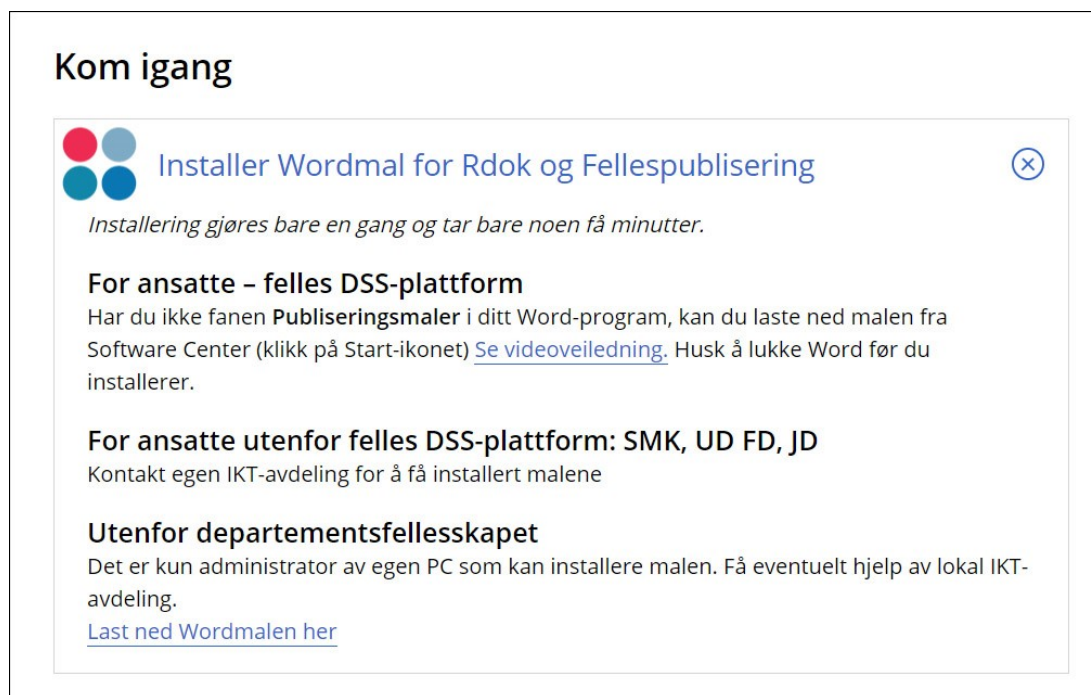 Kom igang
Installer Wordmal for Rdok og Fellespublisering
Installering gjøres bare en gang og tar bare noen få minutter.
For ansatte – felles DSS-plattform
Har du ikke fanen Publiseringsmaler i ditt Word-program, kan du laste ned malen fra
Software Center (klikk på Start-ikonet) Se videoveiledning. Husk å lukke Word før du
installerer.
For ansatte utenfor felles DSS-plattform: SMK, UD FD, JD
Kontakt egen IKT-avdeling for å få installert malene
Utenfor departementsfellesskapet
Det er kun administrator av egen PC som kan installere malen. Få eventuelt hjelp av lokal IKT-
avdeling.
Last ned Wordmalen her